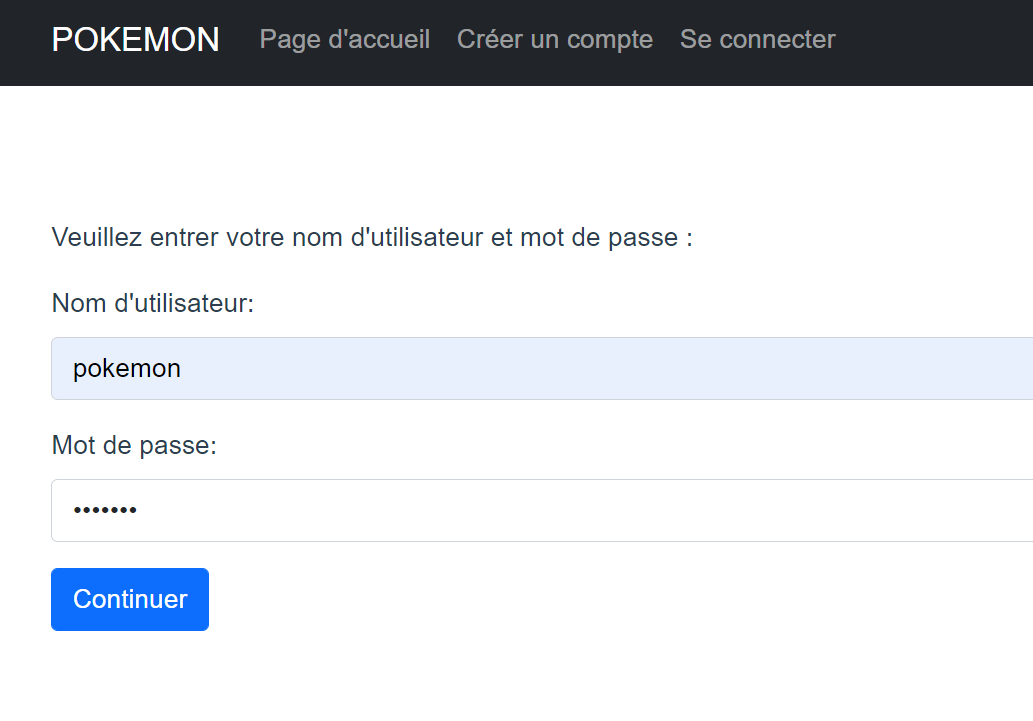 POKEMON Page d'accueil Créer un compte Se connecter
Veuillez entrer votre nom d'utilisateur et mot de passe :
Nom d'utilisateur:
pokemon
Mot de passe:
•••••••
Continuer